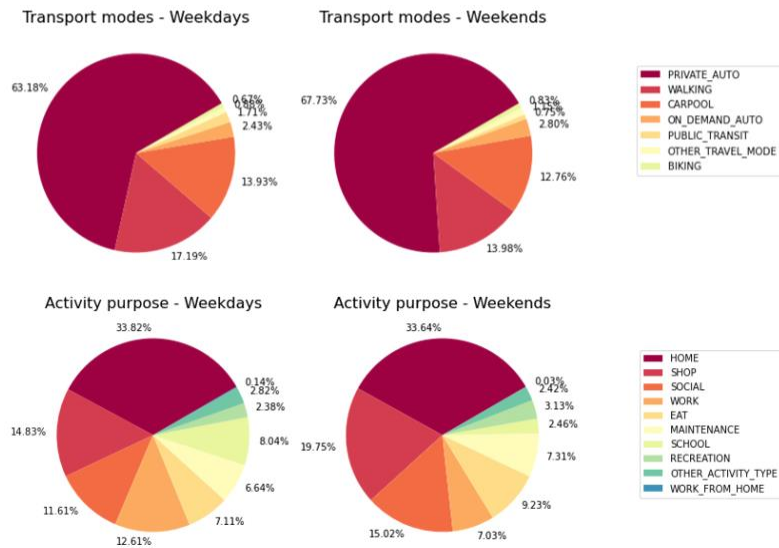 Transport modes - Weekdays
63.18%
0.67%
1.71%
2.43%
13.93%
17.19%
Transport modes - Weekends
67.73%
0.83%
0.75%
2.80%
12.76%
13.98%
PRIVATE_AUTO
WALKING
CARPOOL
ON_DEMAND_AUTO
PUBLIC_TRANSIT
OTHER_TRAVEL_MODE
BIKING
Activity purpose - Weekdays
33.82%
0.14%
2.82%
2.38%
8.04%
6.64%
7.11%
12.61%
11.61%
14.83%
Activity purpose - Weekends
33.64%
0.03%
2.42%
3.13%
2.46%
7.31%
9.23%
7.03%
15.02%
19.75%
HOME
SHOP
SOCIAL
WORK
EAT
MAINTENANCE
SCHOOL
RECREATION
OTHER_ACTIVITY_TYPE
WORK_FROM_HOME